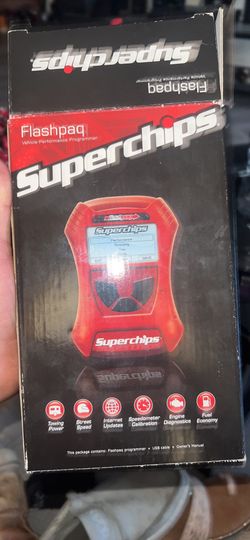 Superchips
Vehicle Performance Programmer
Flashpaq
Flashpaq
Vehicle Performance Programmer
Superchips
Superchips
Performance
Superchips
Towing Power
Street Speed
Internet Updates
Speedometer Calibration
Engine Diagnostics
Fuel Economy
This package contains: Flashpaq programmer • USB cable • Owner's Manual